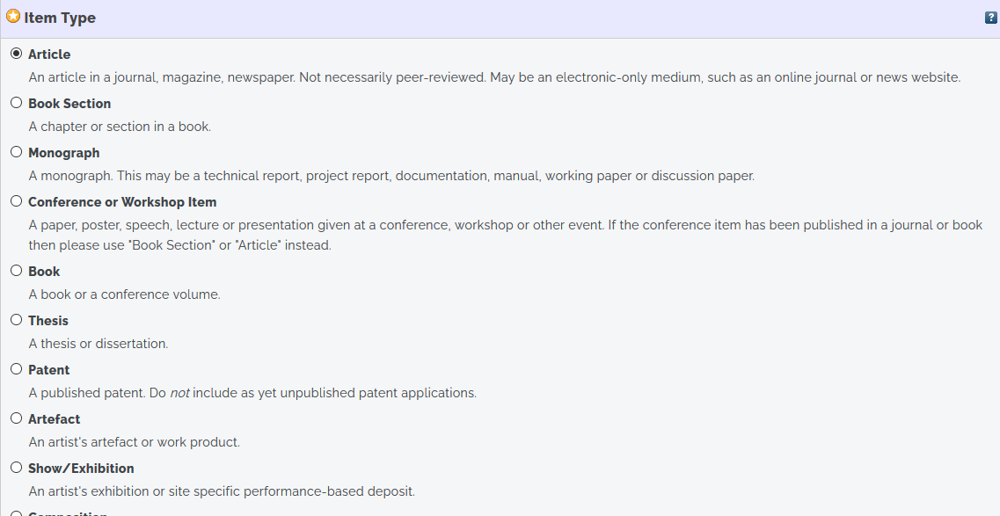 Item Type
?
Article
An article in a journal, magazine, newspaper. Not necessarily peer-reviewed. May be an electronic-only medium, such as an online journal or news website.
Book Section
A chapter or section in a book.
Monograph
A monograph. This may be a technical report, project report, documentation, manual, working paper or discussion paper.
Conference or Workshop Item
A paper, poster, speech, lecture or presentation given at a conference, workshop or other event. If the conference item has been published in a journal or book
then please use "Book Section" or "Article" instead.
Book
A book or a conference volume.
Thesis
A thesis or dissertation.
Patent
A published patent. Do not include as yet unpublished patent applications.
Artefact
An artist's artefact or work product.
Show/Exhibition
An artist's exhibition or site specific performance-based deposit.
Composition